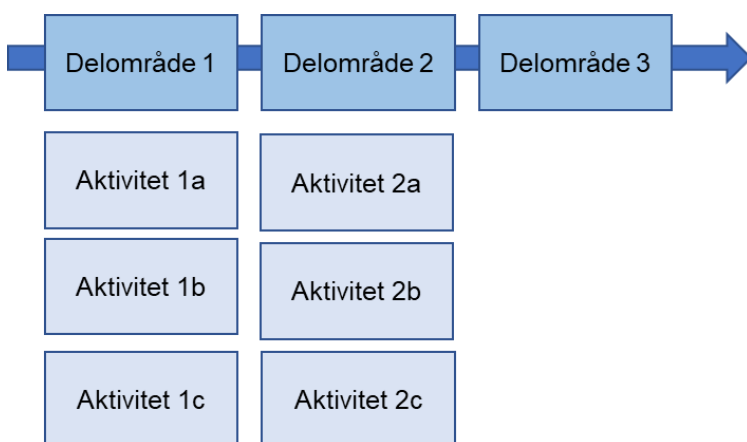 Delområde 1
Delområde 2
Delområde 3
Aktivitet 1a
Aktivitet 2a
Aktivitet 1b
Aktivitet 2b
Aktivitet 1c
Aktivitet 2c